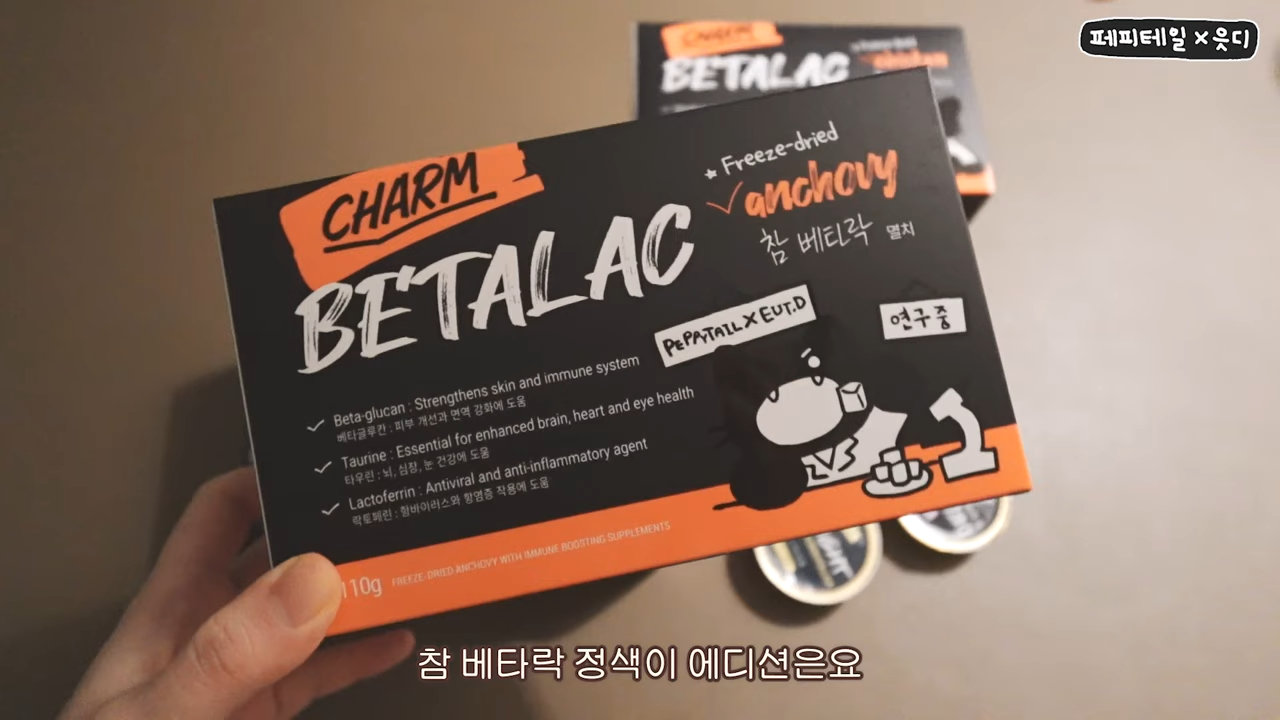 페피테일 × 읏디
CHARM
BETALAC
CHARM
BETALAC
Freeze-dried
anchovy
참 베타락 멸치
PEPPYTAIL X EUT.D
연구중
Beta-glucan : Strengthens skin and immune system
베타글루칸 : 피부 개선과 면역 강화에 도움
Taurine : Essential for enhanced brain, heart and eye health
타우린 : 뇌, 심장, 눈 건강에 도움
Lactoferrin : Antiviral and anti-inflammatory agent
락토페린 : 항바이러스와 항염증 작용에 도움
110g FREEZE-DRIED ANCHOVY WITH IMMUNE BOOSTING SUPPLEMENTS
참 베타락 정색이 에디션은요